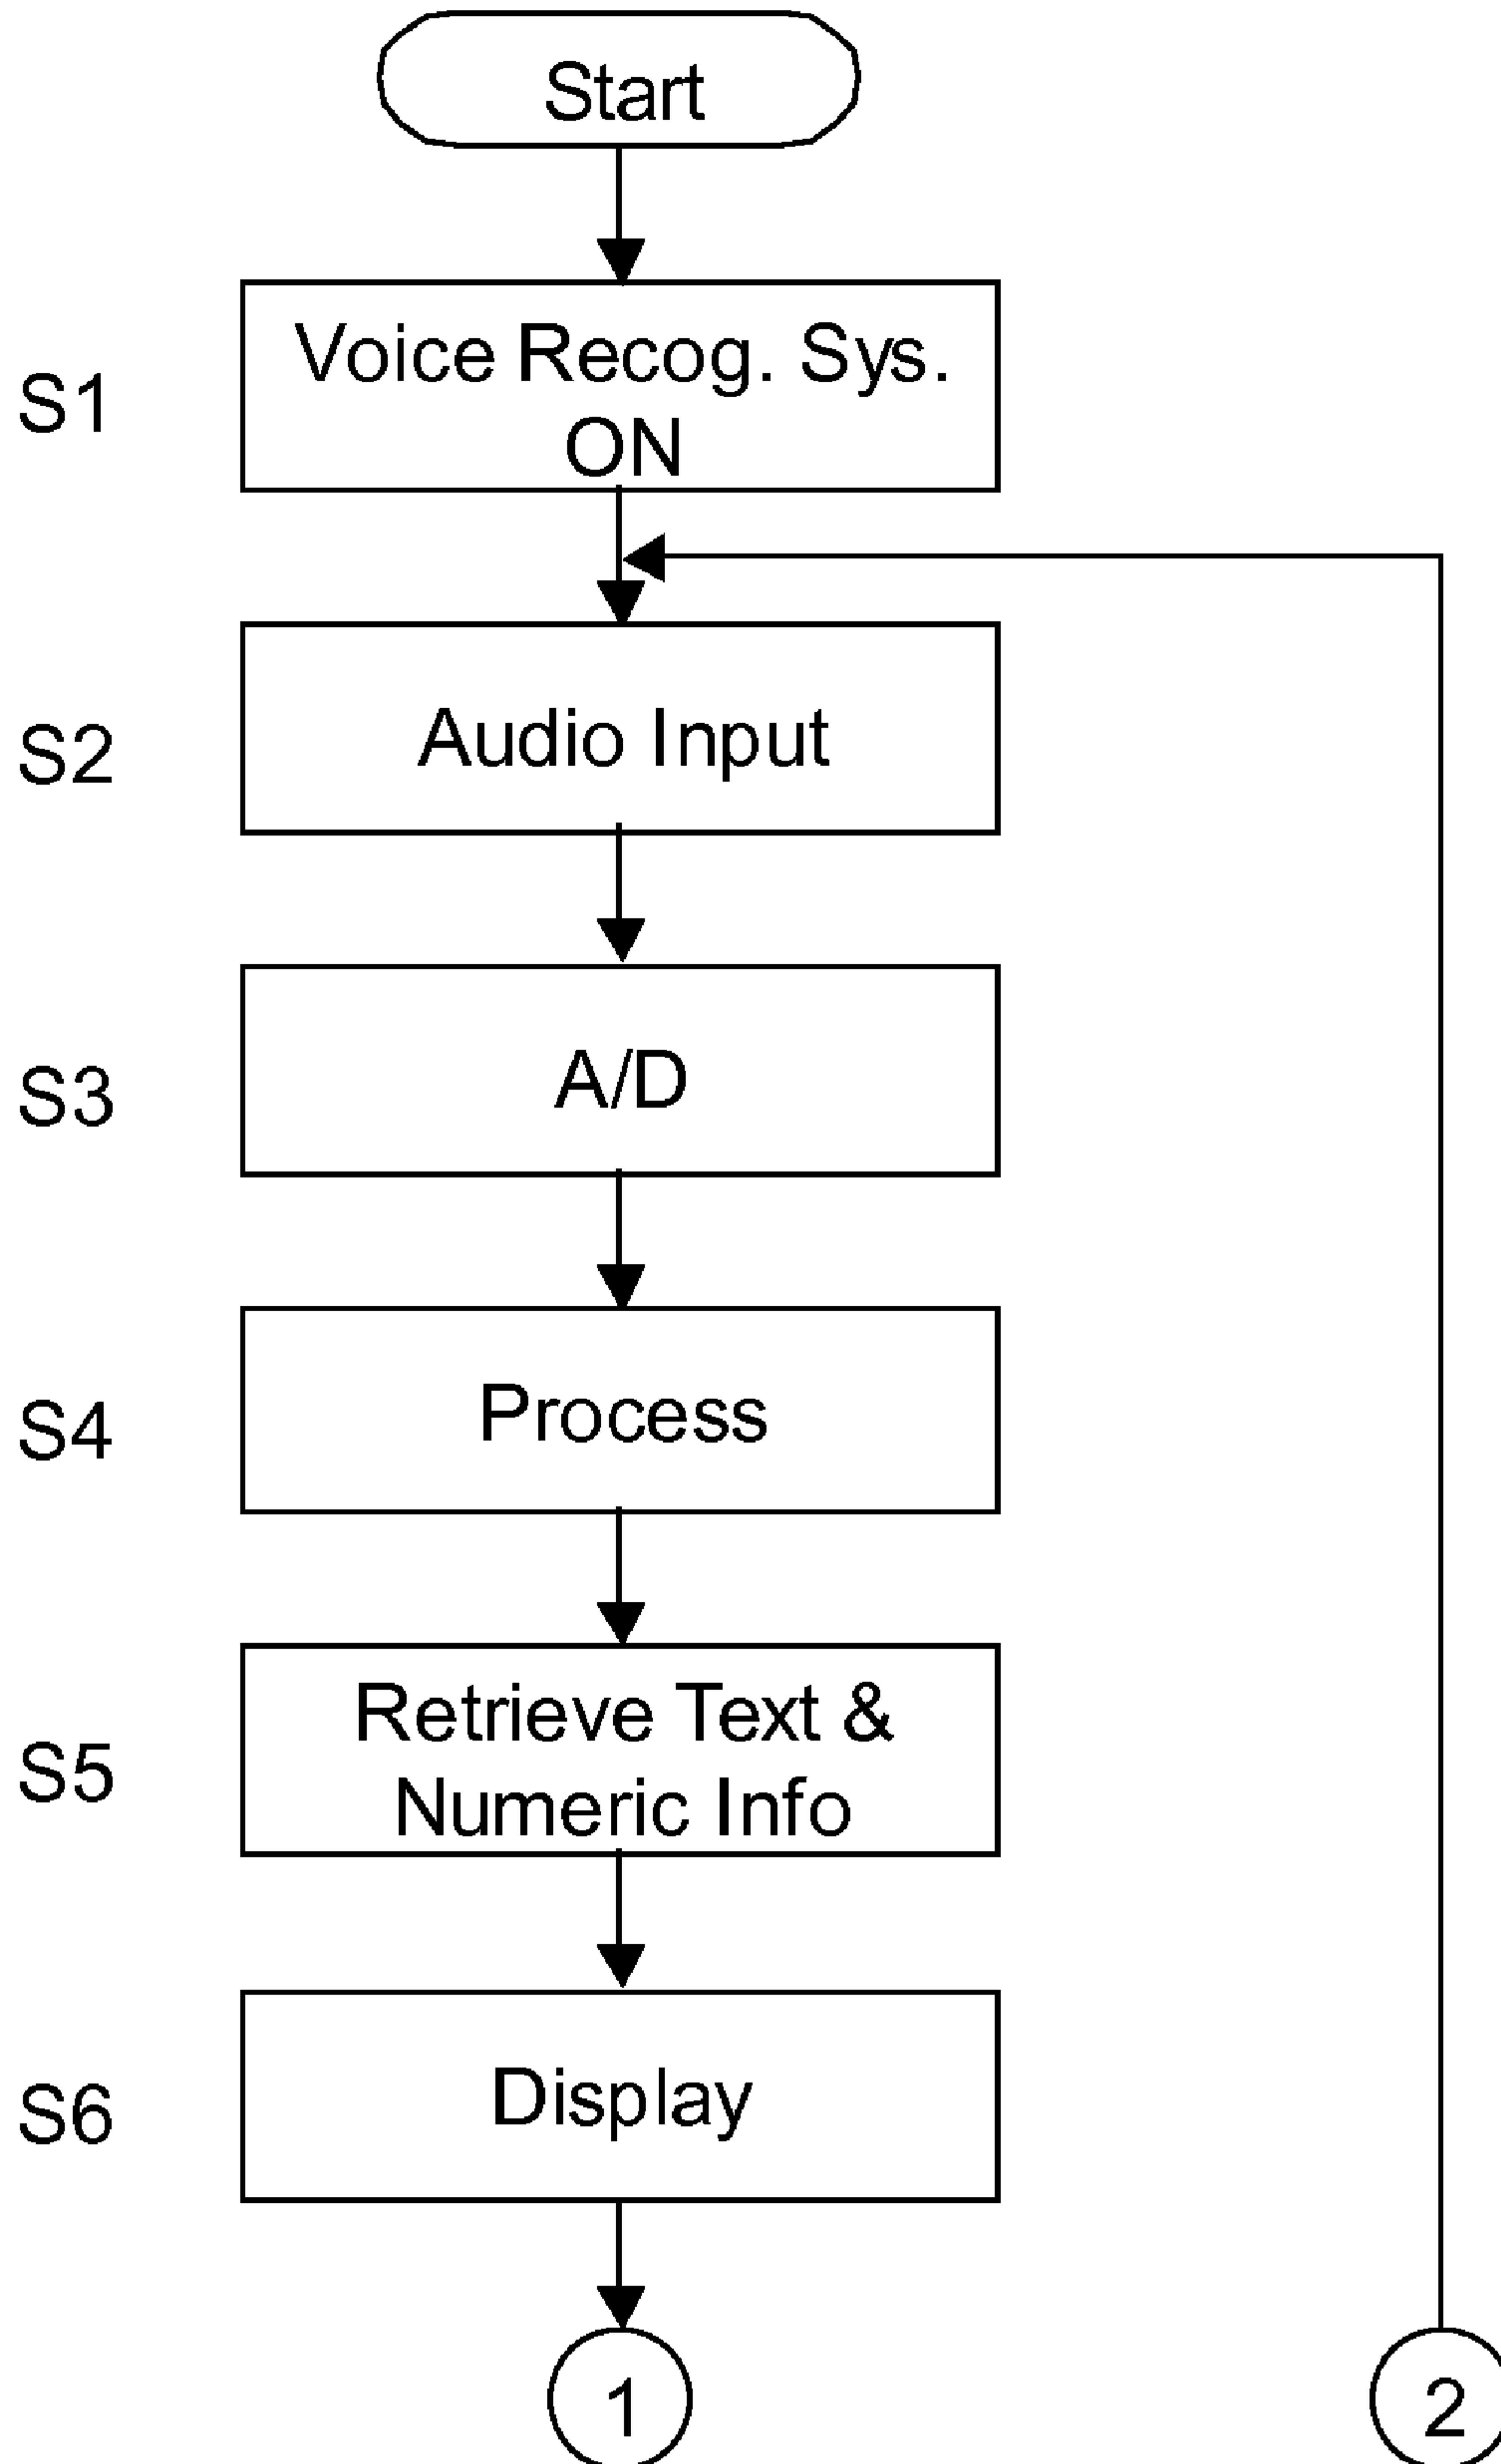 Start
S1
Voice Recog. Sys.
ON
S2
Audio Input
S3
A/D
S4
Process
S5
Retrieve Text &
Numeric Info
S6
Display
1
2